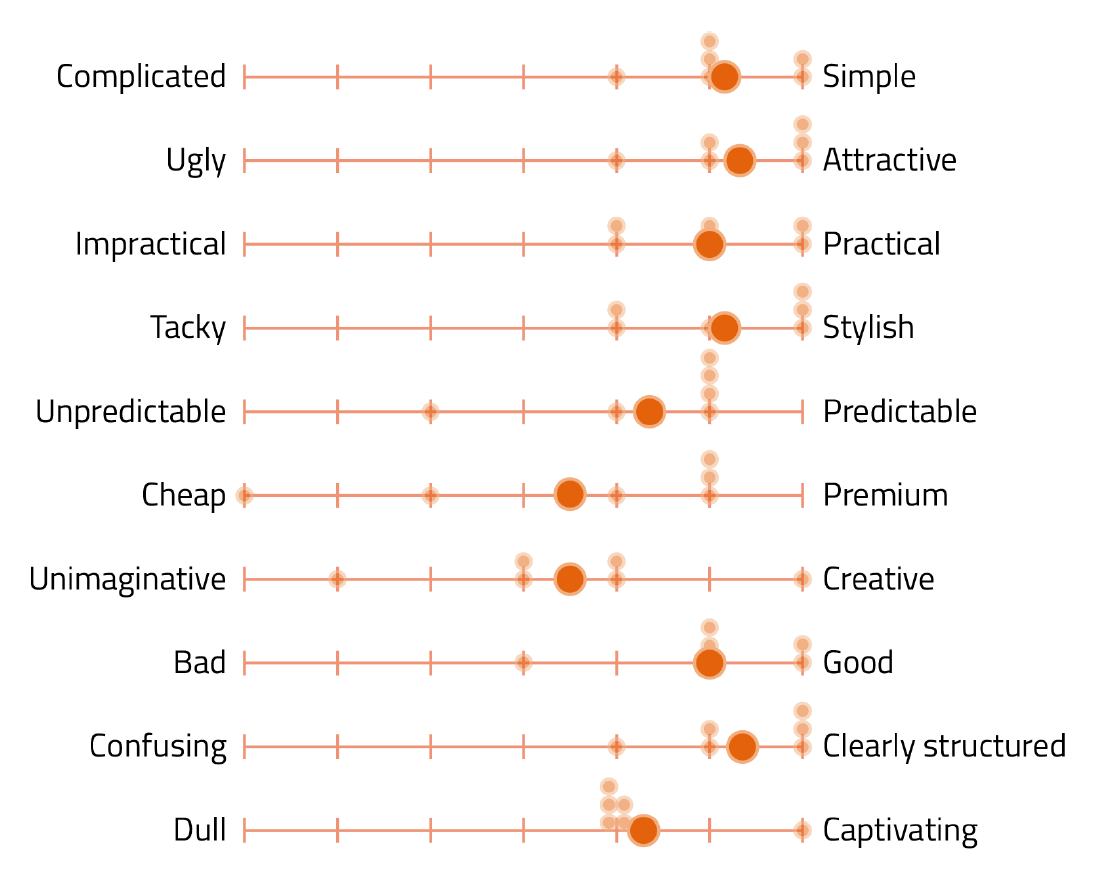 Complicated Simple
Ugly Attractive
Impractical Practical
Tacky Stylish
Unpredictable Predictable
Cheap Premium
Unimaginative Creative
Bad Good
Confusing Clearly structured
Dull Captivating